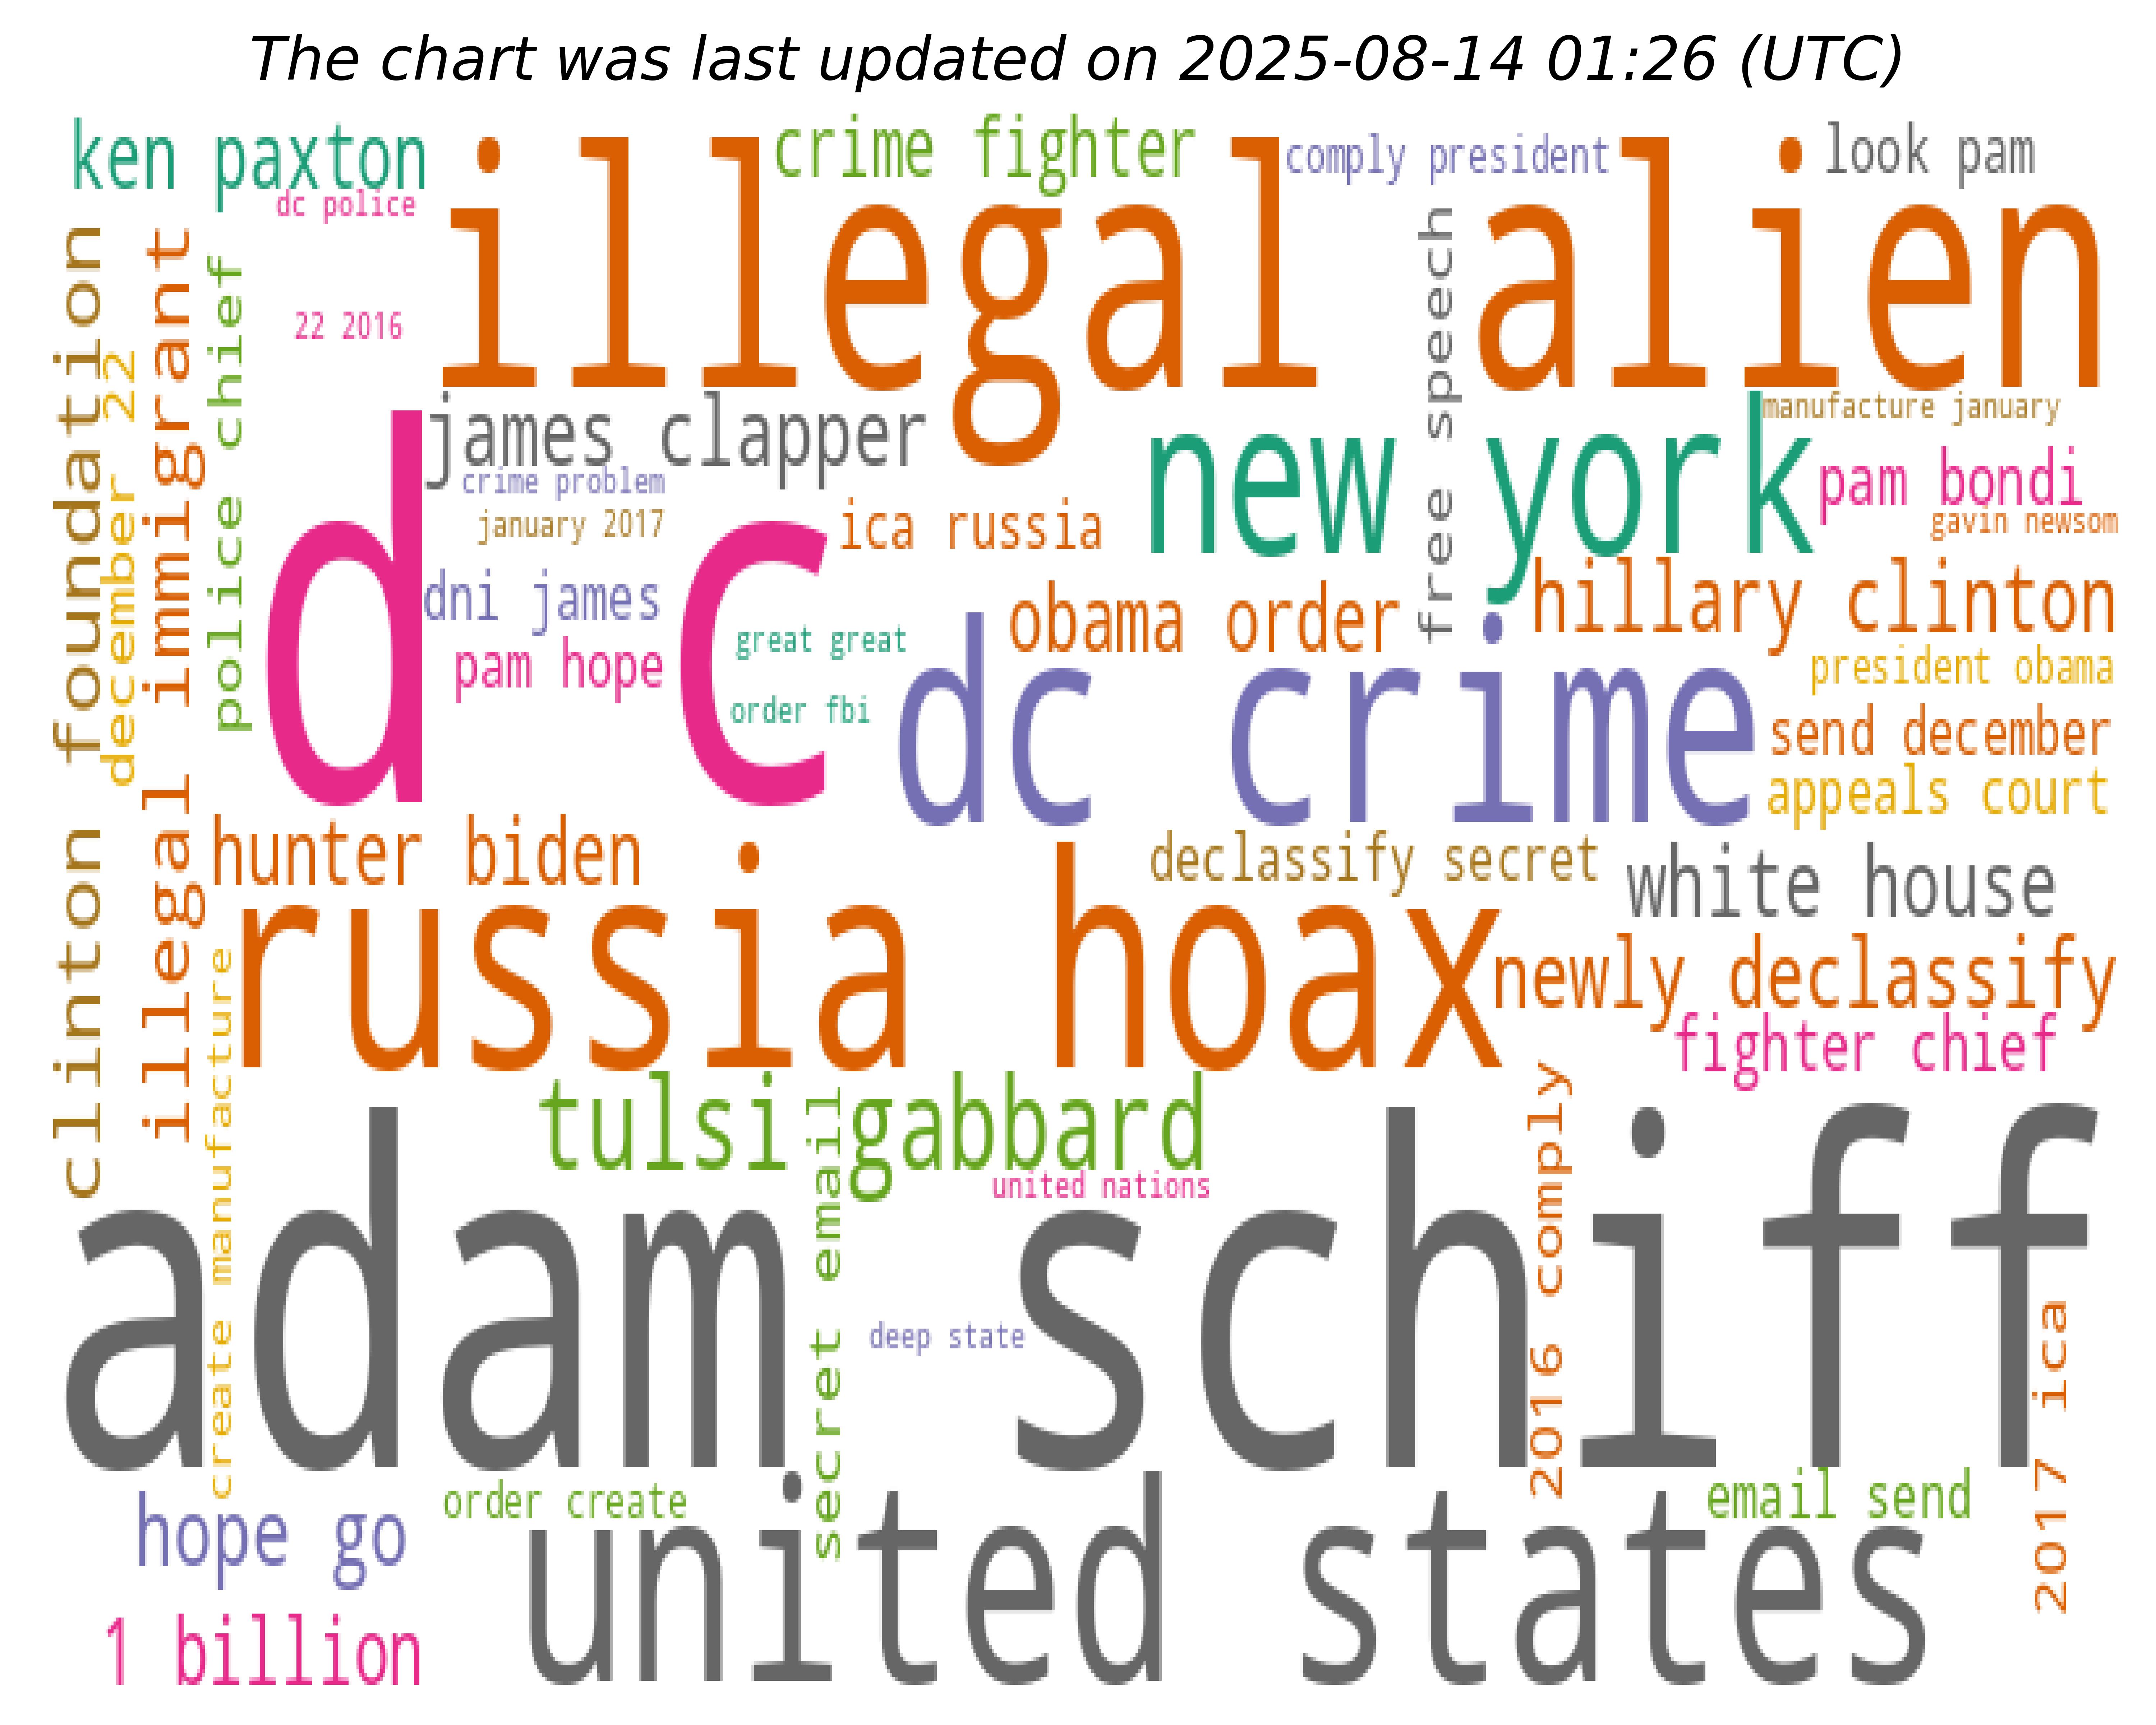 The chart was last updated on 2025-08-14 01:26 (UTC)
ken paxton
illegal alien
crime fighter
comply president
look pam
dc police
clinton foundation
december 22
illegal immigrant
police chief
22 2016
free speech
james clapper
manufacture january
d c
new york
crime problem
pam bondi
january 2017
ica russia
gavin newsom
dni james
obama order
hillary clinton
great great
pam hope
president obama
order fbi
dc crime
send december
appeals court
hunter biden
declassify secret
white house
russia hoax
newly declassify
create manufacture
fighter chief
tulsi gabbard
secret email
2016 comply
united nations
adam schiff
deep state
2017 ica
hope go
order create
email send
united states
1 billion